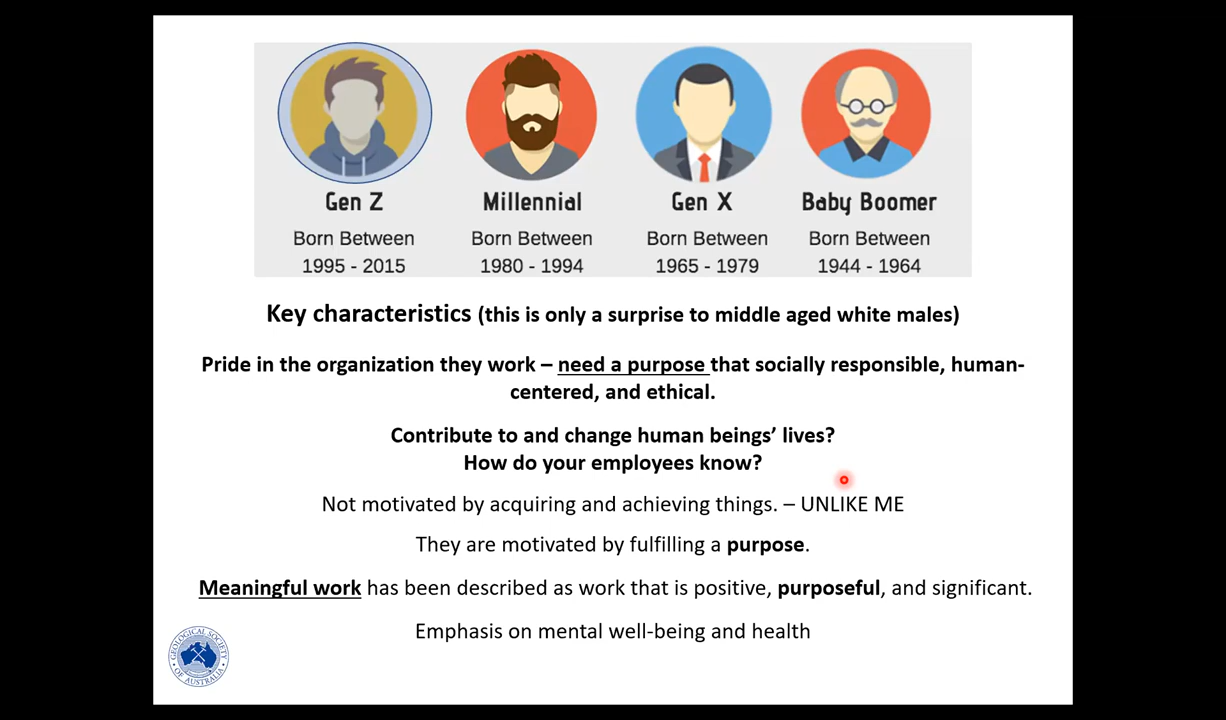 Gen Z Millennial Gen X Baby Boomer
Born Between Born Between Born Between Born Between
1995 - 2015 1980 - 1994 1965 - 1979 1944 - 1964
Key characteristics (this is only a surprise to middle aged white males)
Pride in the organization they work – need a purpose that socially responsible, human-
centered, and ethical.
Contribute to and change human beings’ lives?
How do your employees know?
Not motivated by acquiring and achieving things. – UNLIKE ME
They are motivated by fulfilling a purpose.
Meaningful work has been described as work that is positive, purposeful, and significant.
Emphasis on mental well-being and health
GEOLOGICAL SOCIETY
OF AUSTRALIA